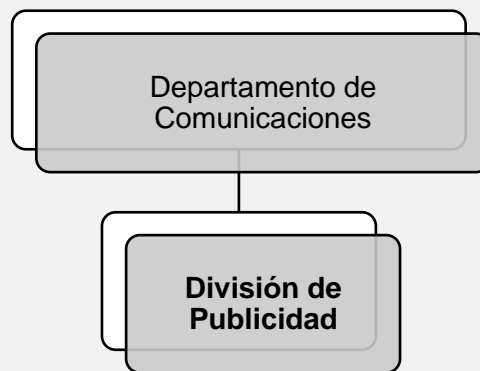 Departamento de
Comunicaciones
División de
Publicidad